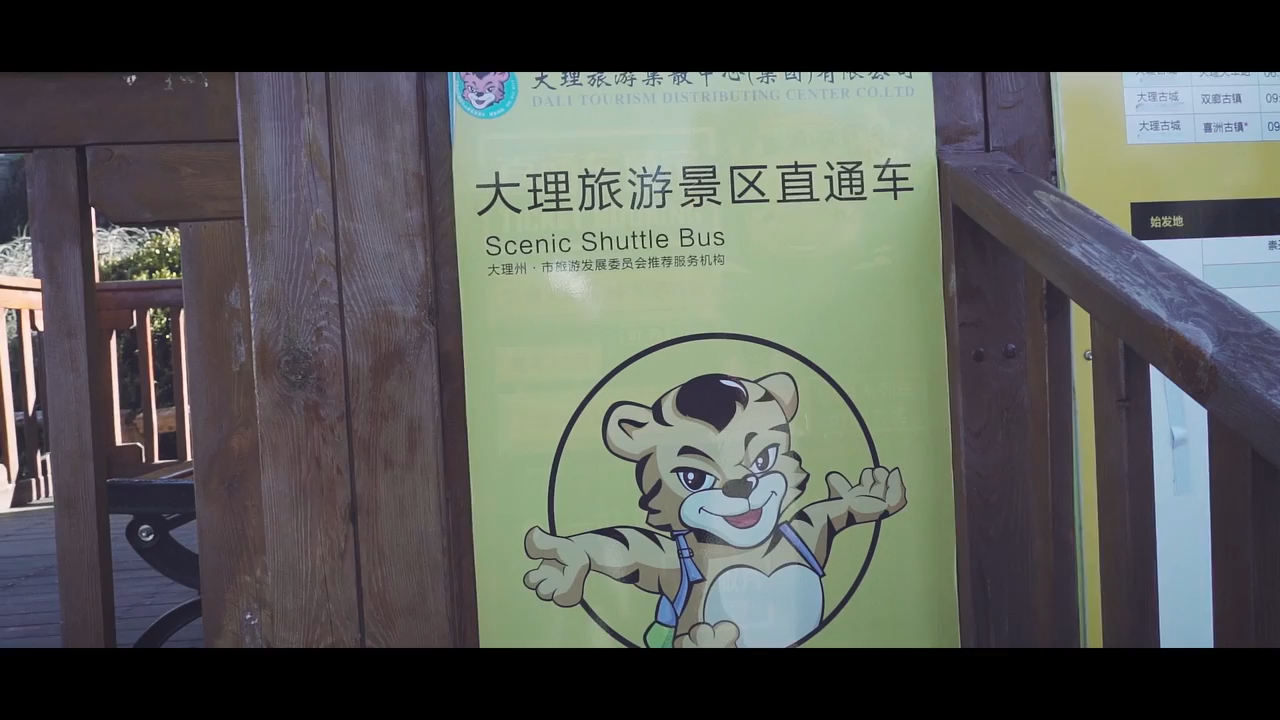 大理旅游集散中心(集团)有限公司
DALI TOURISM DISTRIBUTING CENTER CO.LTD
大理旅游景区直通车
Scenic Shuttle Bus
大理州·市旅游发展委员会推荐服务机构
大理古城 双廊古镇 09
大理古城 喜洲古镇* 09
始发地